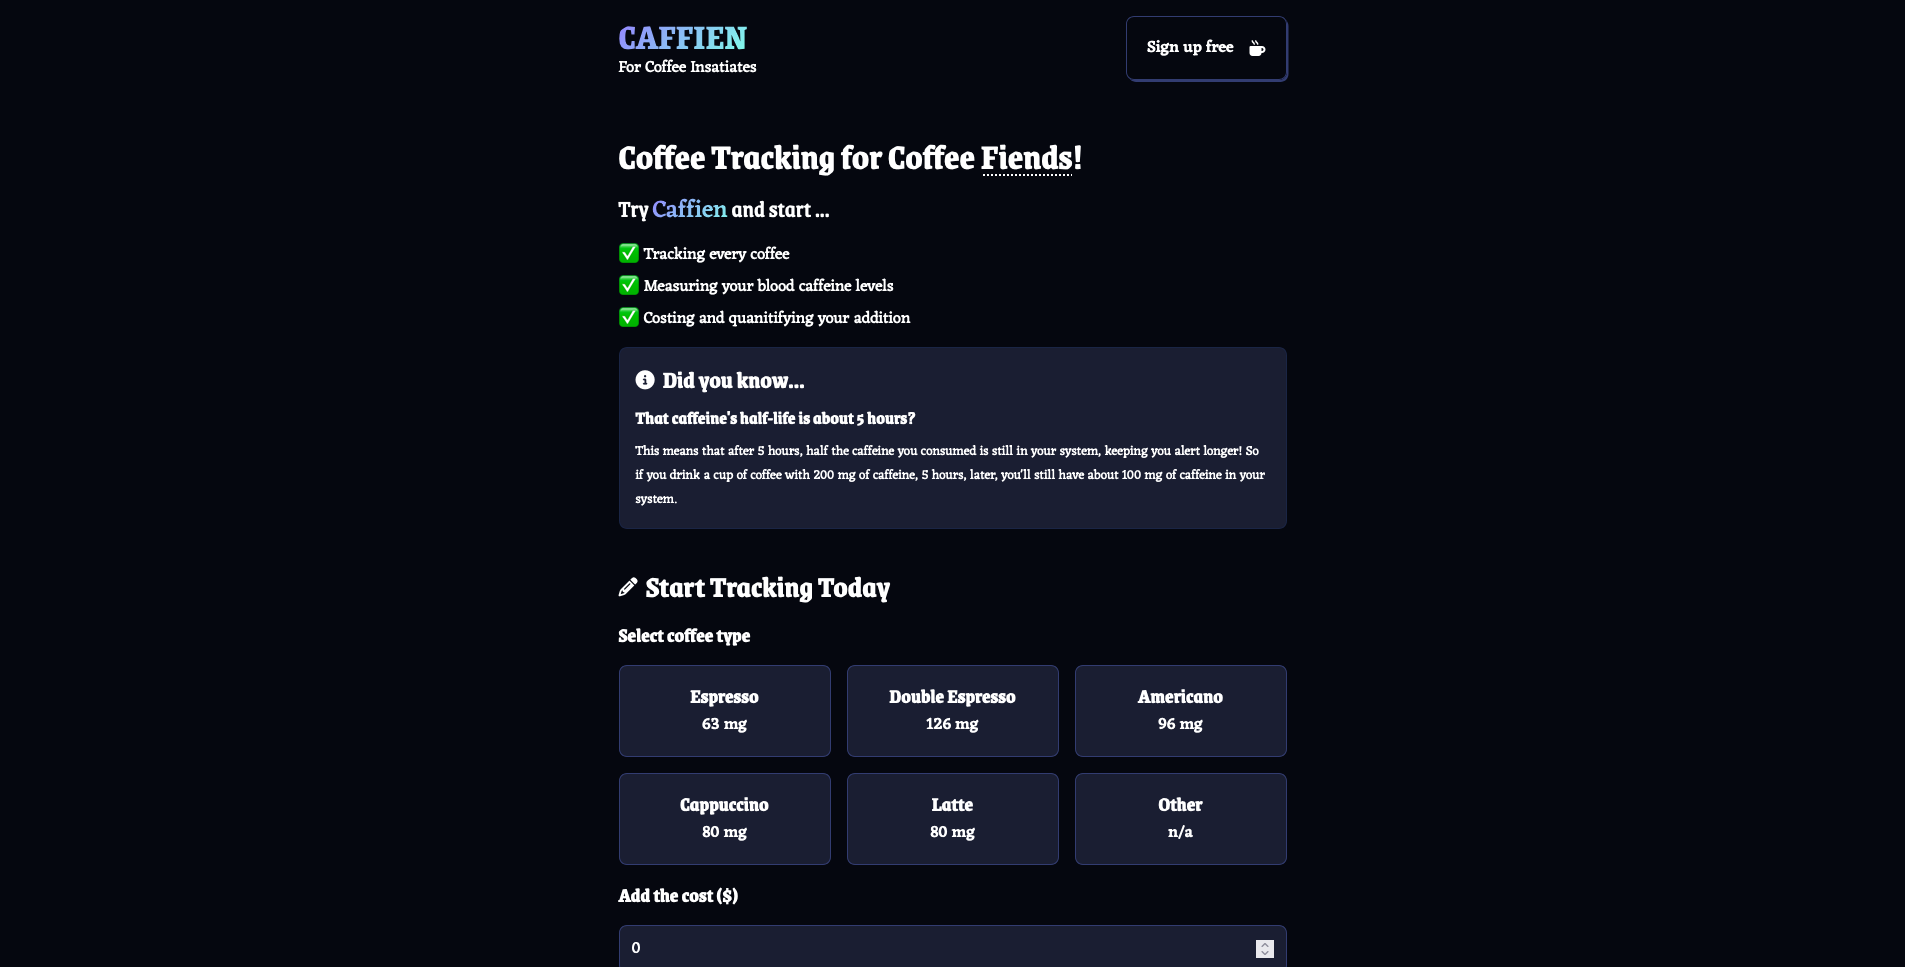 CAFFIEN
For Coffee Insatiates
Sign up free
Coffee Tracking for Coffee Fiends!
Try Caffien and start ...
✅ Tracking every coffee
✅ Measuring your blood caffeine levels
✅ Costing and quanitifying your addition
Did you know...
That caffeine's half-life is about 5 hours?
This means that after 5 hours, half the caffeine you consumed is still in your system, keeping you alert longer! So
if you drink a cup of coffee with 200 mg of caffeine, 5 hours, later, you'll still have about 100 mg of caffeine in your
system.
Start Tracking Today
Select coffee type
Espresso
63 mg
Double Espresso
126 mg
Americano
96 mg
Cappuccino
80 mg
Latte
80 mg
Other
n/a
Add the cost ($)
0